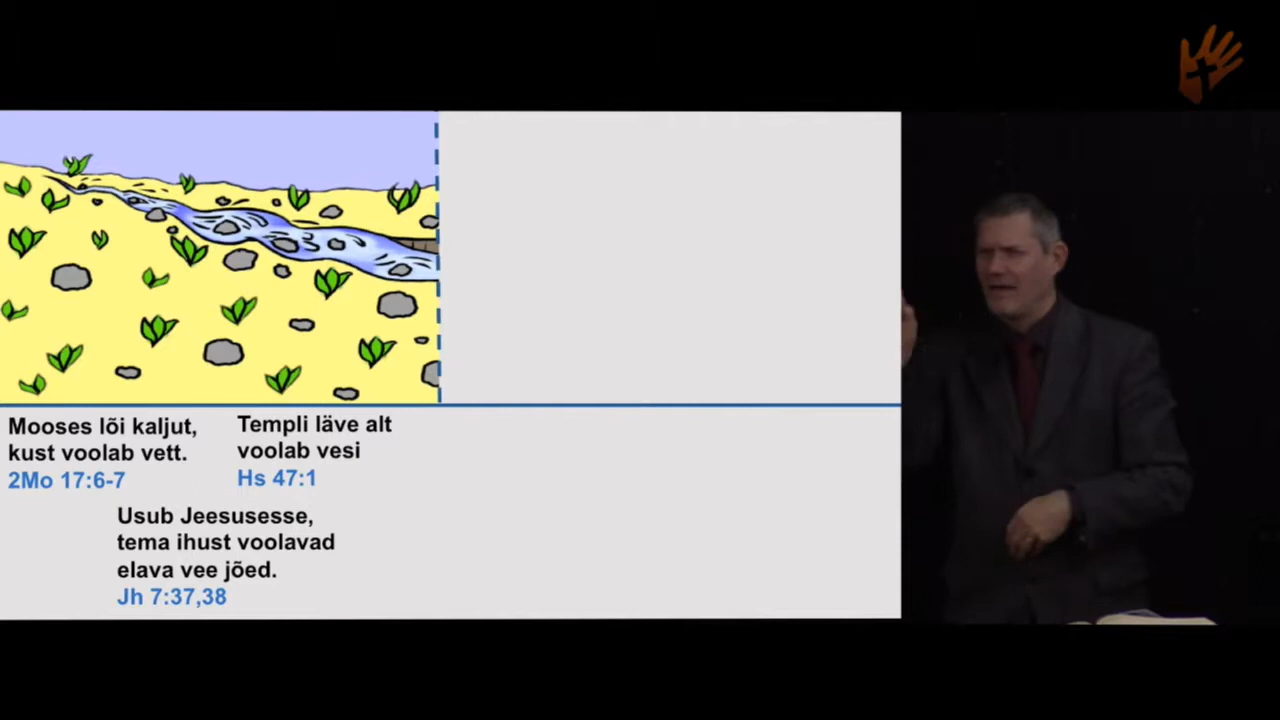 Mooses lõi kaljut,
kust voolab vett.
2Mo 17:6-7
Templi läve alt
voolab vesi
Hs 47:1
Usub Jeesusesse,
tema ihust voolavad
elava vee jõed.
Jh 7:37,38